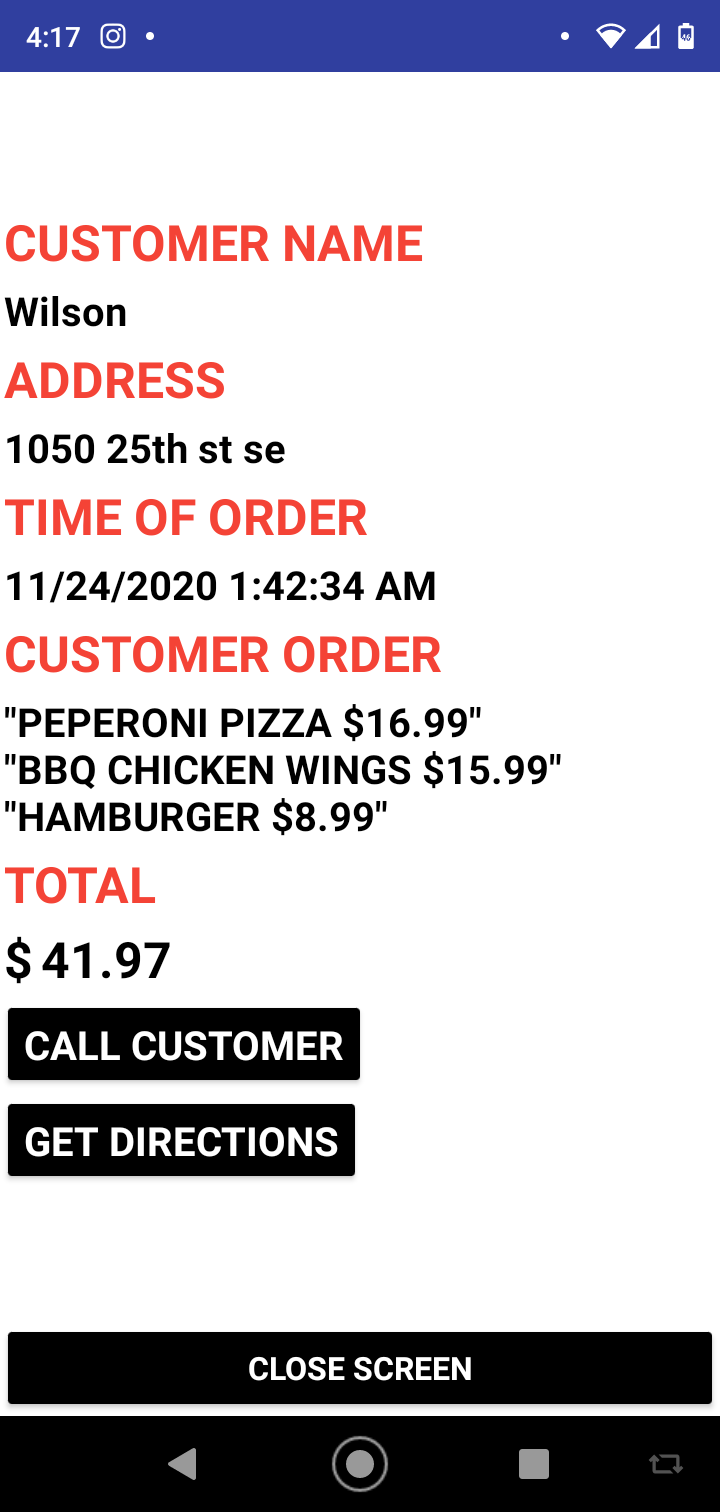 4:17
CUSTOMER NAME
Wilson
ADDRESS
1050 25th st se
TIME OF ORDER
11/24/2020 1:42:34 AM
CUSTOMER ORDER
"PEPERONI PIZZA $16.99"
"BBQ CHICKEN WINGS $15.99"
"HAMBURGER $8.99"
TOTAL
$ 41.97
CALL CUSTOMER
GET DIRECTIONS
CLOSE SCREEN